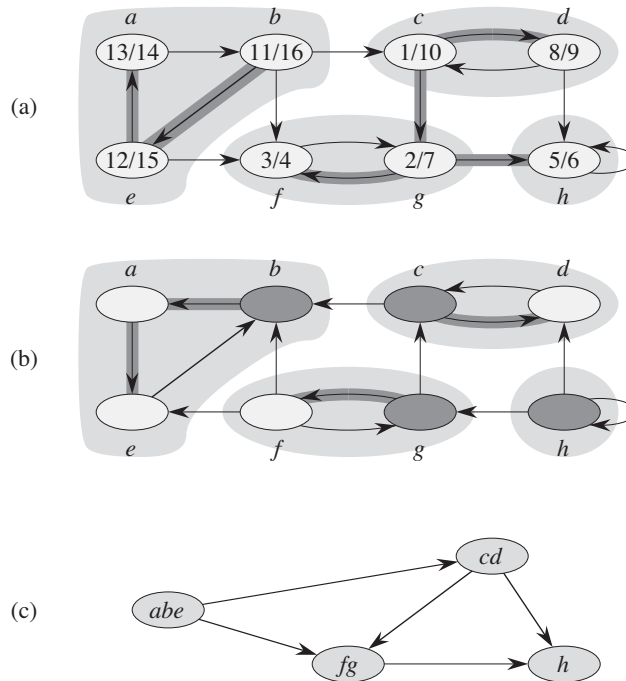 a b c d
(a) 13/14 11/16 1/10 8/9
12/15 3/4 2/7 5/6
e f g h
a b c d
(b)
e f g h
cd
(c) abe
fg h